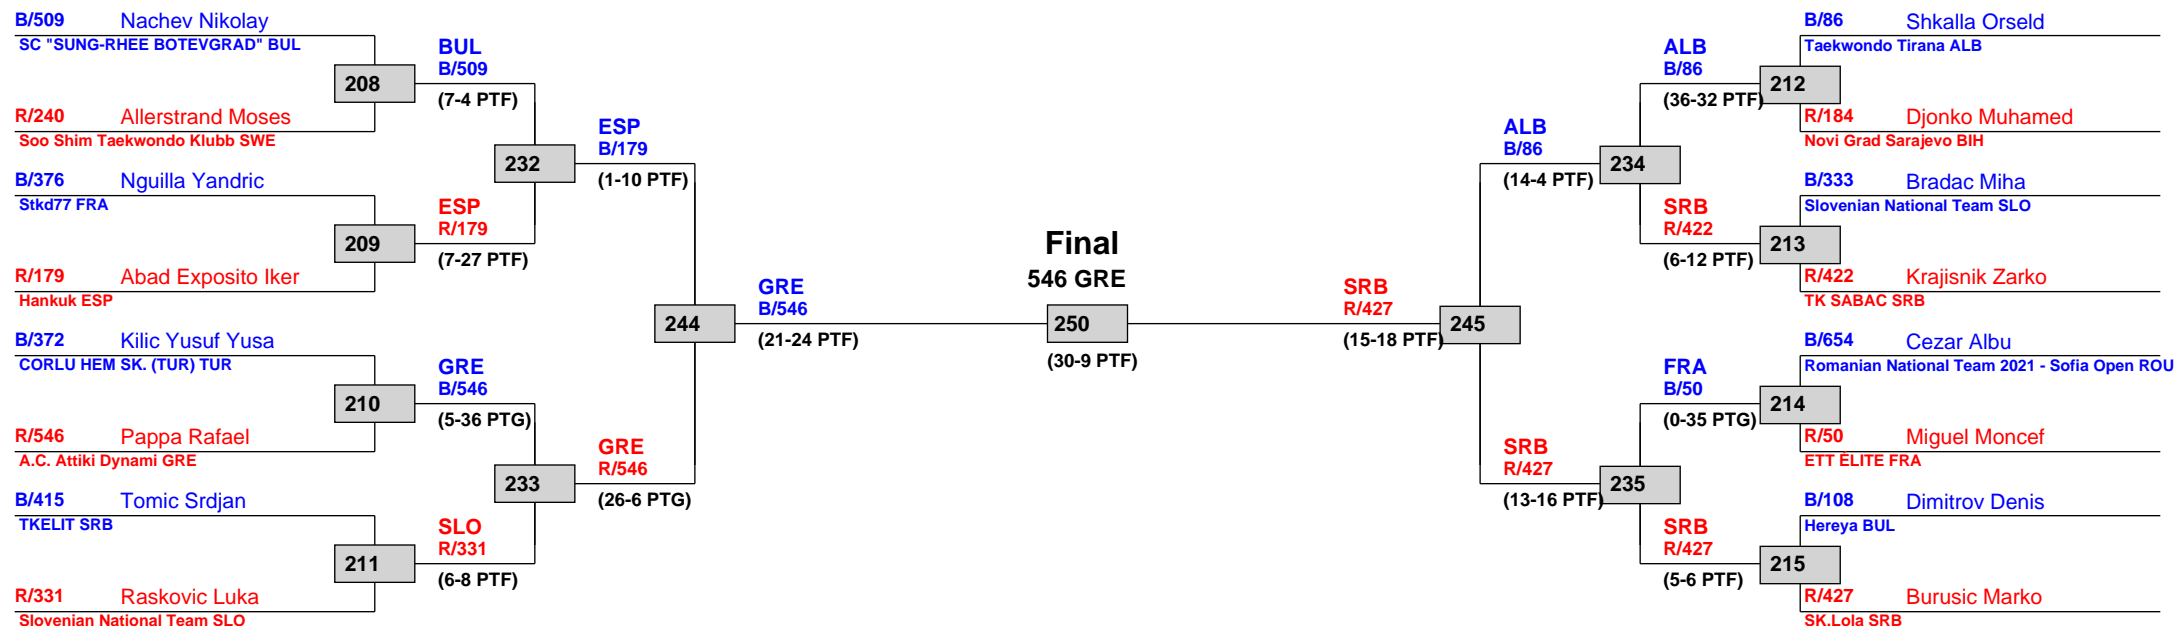 B/509 Nachev Nikolay
SC "SUNG-RHEE BOTEVGRAD" BUL
208
R/240 Allerstrand Moses
Soo Shim Taekwondo Klubb SWE
BUL
B/509
(7-4 PTF)
232
B/376 Nguilla Yandric
Stkd77 FRA
209
R/179 Abad Exposito Iker
Hankuk ESP
ESP
R/179
(7-27 PTF)
ESP
B/179
(1-10 PTF)
244
B/372 Kilic Yusuf Yusa
CORLU HEM SK. (TUR) TUR
210
R/546 Pappa Rafael
A.C. Attiki Dynami GRE
GRE
B/546
(5-36 PTG)
233
B/415 Tomic Srdjan
TKELIT SRB
211
R/331 Raskovic Luka
Slovenian National Team SLO
SLO
R/331
(6-8 PTF)
GRE
R/546
(26-6 PTG)
GRE
B/546
(21-24 PTF)
Final
546 GRE
250
(30-9 PTF)
SRB
R/427
(15-18 PTF)
245
ALB
B/86
(14-4 PTF)
234
ALB
B/86
(36-32 PTF)
212
B/86 Shkalla Orseld
Taekwondo Tirana ALB
R/184 Djonko Muhamed
Novi Grad Sarajevo BIH
SRB
R/422
(6-12 PTF)
213
B/333 Bradac Miha
Slovenian National Team SLO
R/422 Krajisnik Zarko
TK SABAC SRB
SRB
R/427
(13-16 PTF)
235
FRA
B/50
(0-35 PTG)
214
B/654 Cezar Albu
Romanian National Team 2021 - Sofia Open ROU
R/50 Miguel Moncef
ETT ÈLITE FRA
SRB
R/427
(5-6 PTF)
215
B/108 Dimitrov Denis
Hereya BUL
R/427 Burusic Marko
SK.Lola SRB